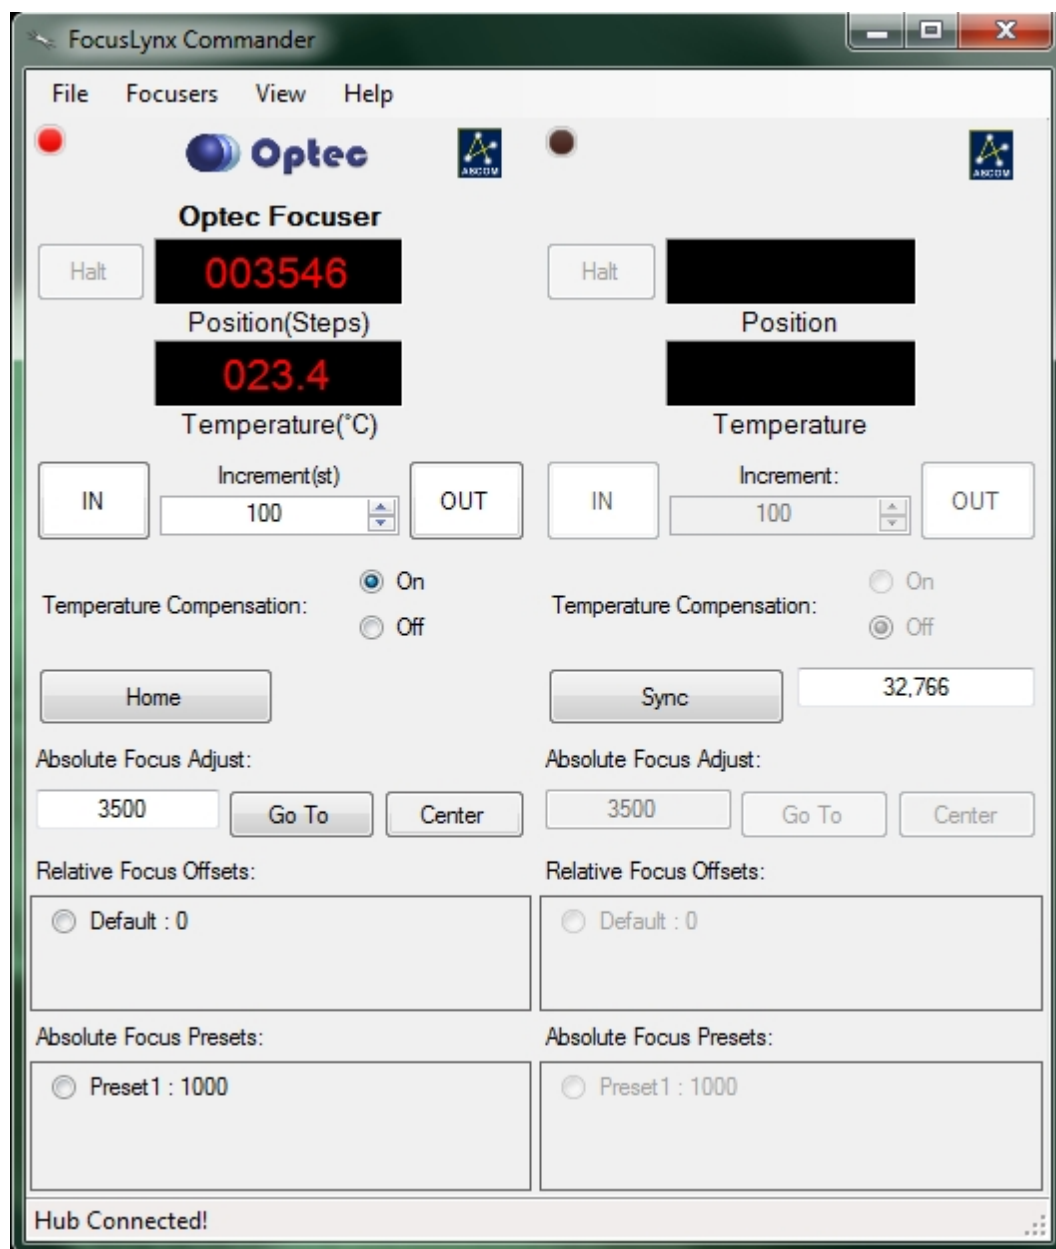 FocusLynx Commander
File Focusers View Help
Optec
ASCOM
ASCOM
Optec Focuser
Halt
003546
Position(Steps)
023.4
Temperature(°C)
Halt
Position
Temperature
IN
Increment(st)
100
OUT
IN
Increment:
100
OUT
Temperature Compensation:
On
Off
Temperature Compensation:
On
Off
Home
Sync
32,766
Absolute Focus Adjust:
3500
Go To
Center
Absolute Focus Adjust:
3500
Go To
Center
Relative Focus Offsets:
Default : 0
Relative Focus Offsets:
Default : 0
Absolute Focus Presets:
Preset1 : 1000
Absolute Focus Presets:
Preset1 : 1000
Hub Connected!